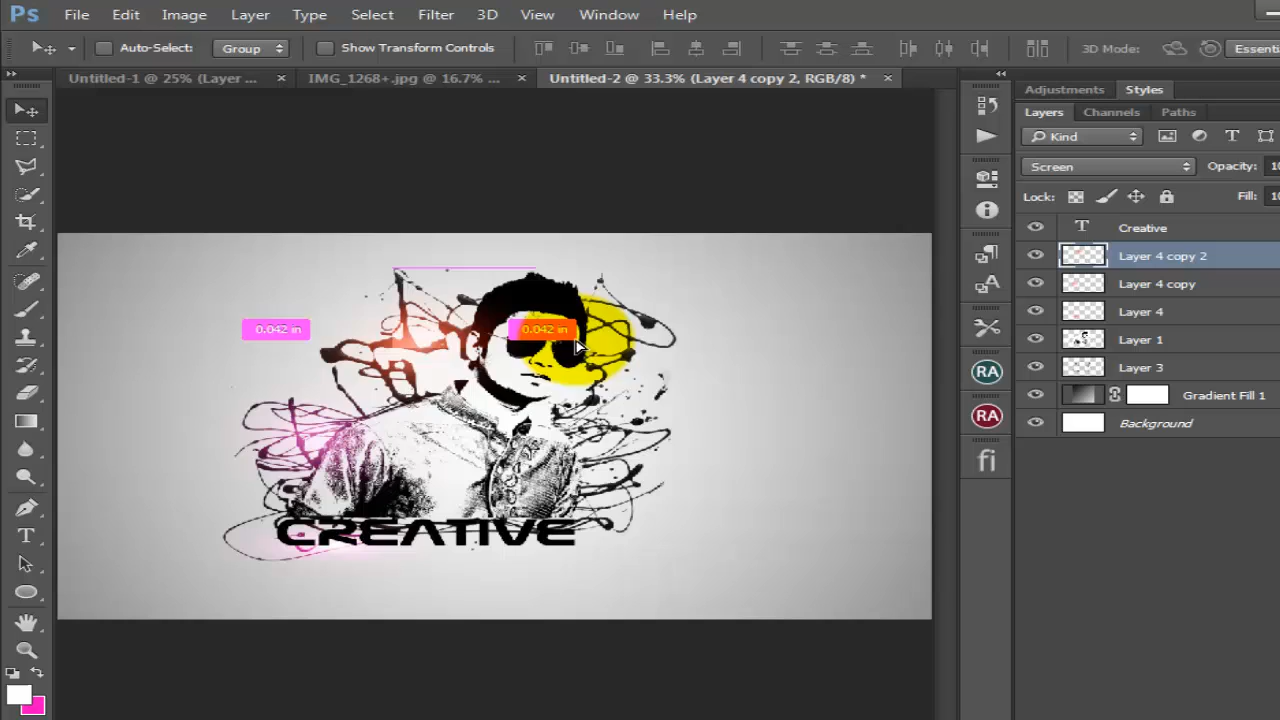 Ps File Edit Image Layer Type Select Filter 3D View Window Help
Auto-Select: Group Show Transform Controls 3D Mode: Essenti
Untitled-1 @ 25% (Layer ... × IMG_1268+.jpg @ 16.7% ... × Untitled-2 @ 33.3% (Layer 4 copy 2, RGB/8) * ×
Adjustments Styles
Layers Channels Paths
Kind
Screen Opacity: 10
Lock: Fill: 10
T Creative
Layer 4 copy 2
Layer 4 copy
Layer 4
Layer 1
Layer 3
Gradient Fill 1
Background
RA
RA
fi
0.042 in 0.042 in
CREATIVE